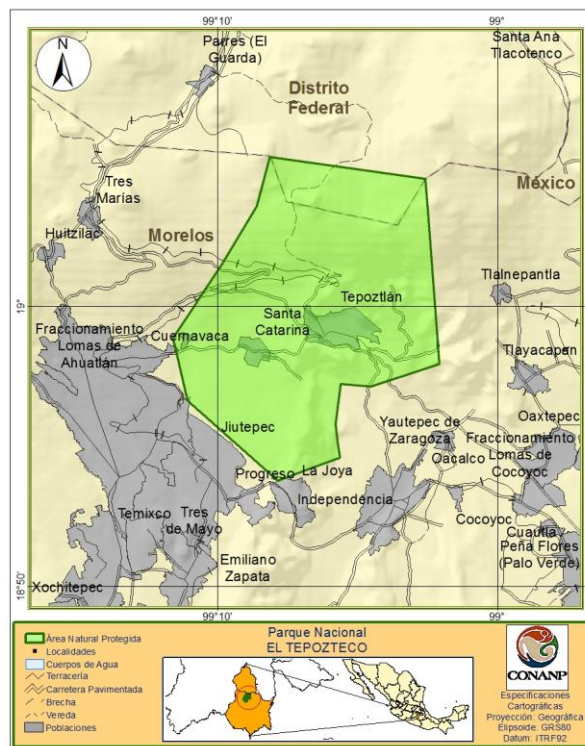 99°10'
99°
N
Parres (El
Guarda)
Santa Ana
Tlacotenco
Distrito
Federal
Tres
Marías
México
Huitzilac
Morelos
Tlalnepantla
19°
19°
Tepoztlán
Santa
Catarina
Fraccionamiento
Lomas de
Ahuatlán
Cuernavaca
Tlayacapan
Jiutepec
Yautepec de
Zaragoza
Oaxtepec
Fraccionamiento
Lomas de
Cocoyoc
Oacalco
Progreso
La Joya
Independencia
Cocoyoc
Temixco
Tres
de Mayo
Cuautla
Peña Flores
(Palo Verde)
Emiliano
Zapata
Xochitepec
18°50'
18°50'
99°10'
99°
Área Natural Protegida
Localidades
Cuerpos de Agua
Terracería
Carretera Pavimentada
Brecha
Vereda
Poblaciones
Parque Nacional
EL TEPOZTECO
CONANP
Especificaciones
Cartográficas
Proyección: Geográfica
Elipsoide: GRS80
Datum: ITRF92